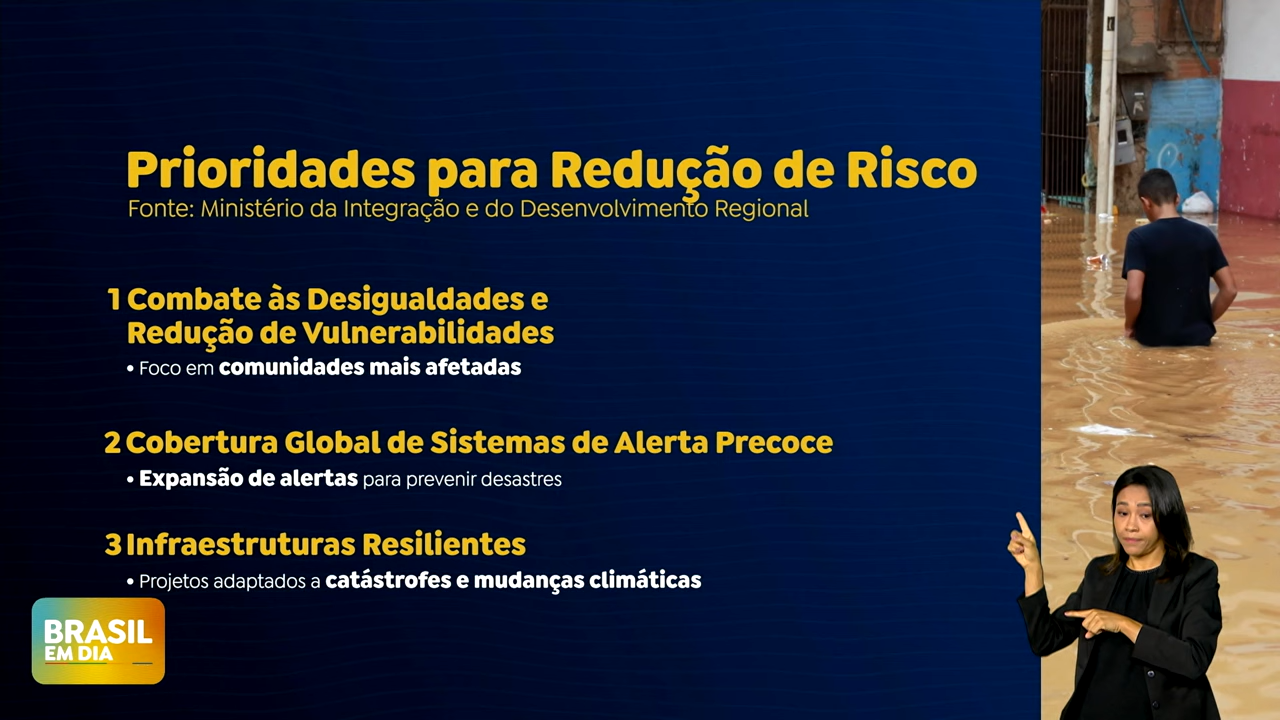 Prioridades para Redução de Risco
Fonte: Ministério da Integração e do Desenvolvimento Regional
1 Combate às Desigualdades e
Redução de Vulnerabilidades
• Foco em comunidades mais afetadas
2 Cobertura Global de Sistemas de Alerta Precoce
• Expansão de alertas para prevenir desastres
3 Infraestruturas Resilientes
• Projetos adaptados a catástrofes e mudanças climáticas
BRASIL
EM DIA